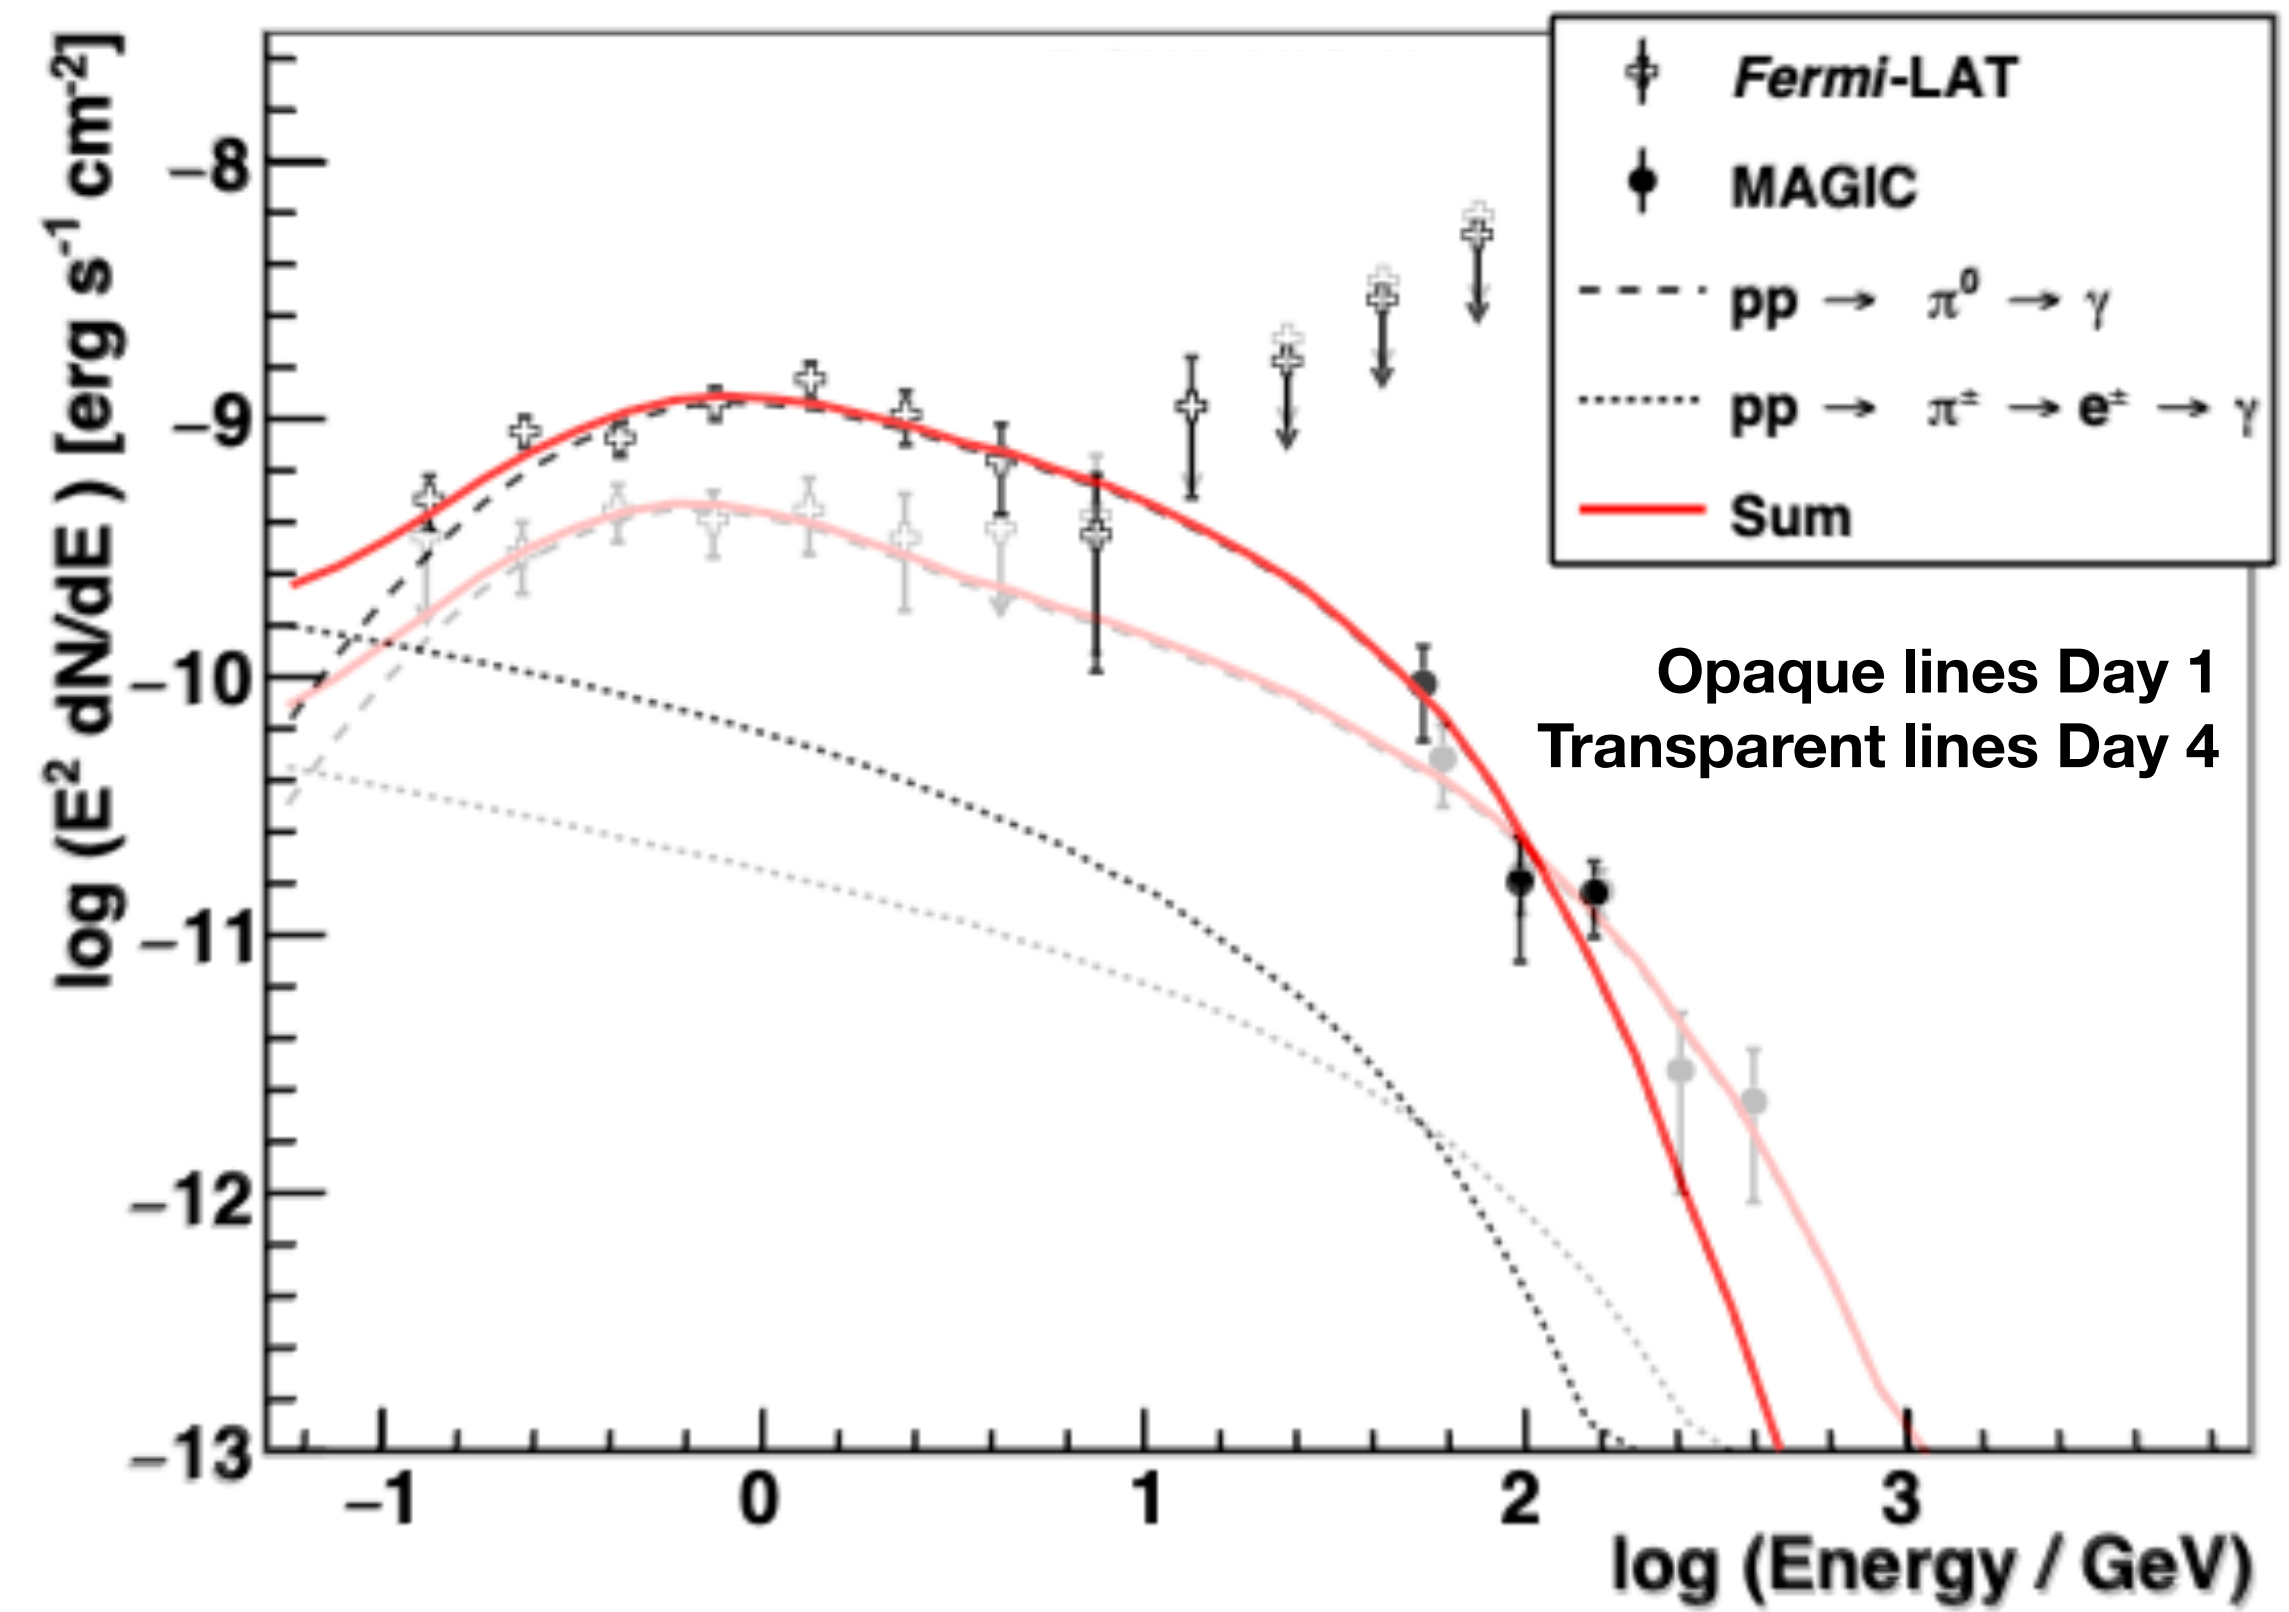 log (E² dN/dE ) [erg s⁻¹ cm⁻²]
−8
−9
−10
−11
−12
−13
Fermi-LAT
MAGIC
pp → π⁰ → γ
pp → π± → e± → γ
Sum
Opaque lines Day 1
Transparent lines Day 4
−1 0 1 2 3
log (Energy / GeV)